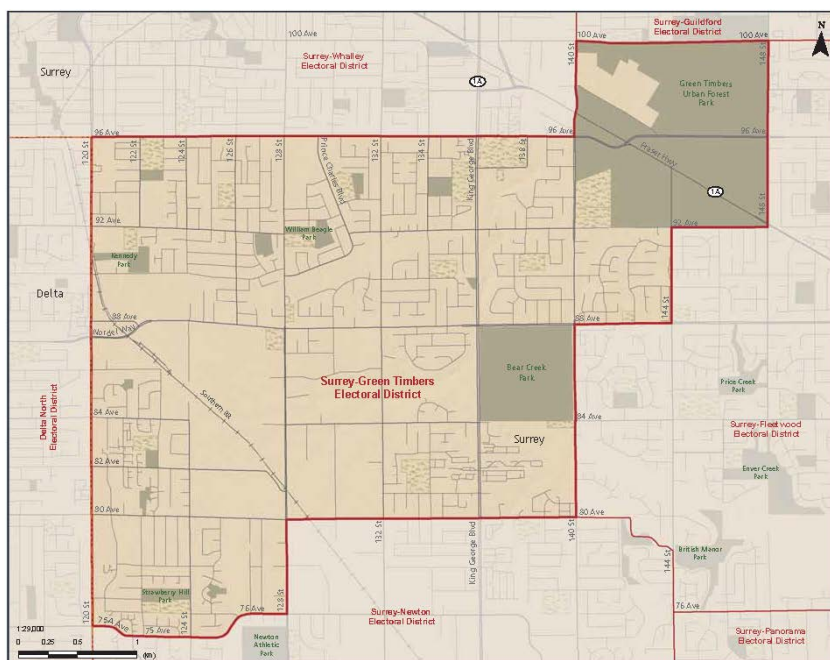 Surrey-Guildford
Electoral District
100 Ave
100 Ave
100 Ave
N
140 St
148 St
Surrey
Surrey-Whalley
Electoral District
1A
Green Timbers
Urban Forest
Park
96 Ave
96 Ave
96 Ave
120 St
122 St
124 St
126 St
128 St
Prince Charles Blvd
132 St
134 St
King George Blvd
138 St
Fraser Hwy
1A
148 St
92 Ave
William Beagle
Park
92 Ave
Kennedy
Park
Delta
144 St
88 Ave
Nordel Way
88 Ave
Bear Creek
Park
Surrey-Green Timbers
Electoral District
Southern RR
Price Creek
Park
Delta North
Electoral District
84 Ave
84 Ave
Surrey-Fleetwood
Electoral District
Surrey
82 Ave
Enver Creek
Park
80 Ave
80 Ave
132 St
King George Blvd
140 St
144 St
British Manor
Park
Strawberry Hill
Park
120 St
124 St
128 St
76 Ave
76 Ave
75A Ave
75 Ave
Surrey-Newton
Electoral District
Surrey-Panorama
Electoral District
Newton
Athletic
Park
1:29,000
0 0.25 0.5 1
(Km)